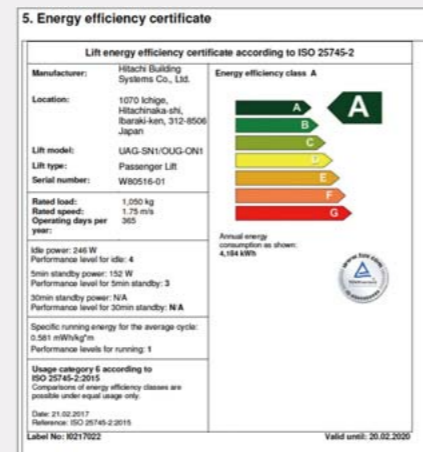 5. Energy efficiency certificate
Lift energy efficiency certificate according to ISO 25745-2
Manufacturer: Hitachi Building
Systems Co., Ltd.
Location: 1070 Ichige,
Hitachinaka-shi,
Ibaraki-ken, 312-8506
Japan
Lift model: UAG-SN1/OUG-ON1
Lift type: Passenger Lift
Serial number: W80516-01
Rated load: 1,050 kg
Rated speed: 1.75 m/s
Operating days per 365
year:
Idle power: 246 W
Performance level for idle: 4
5min standby power: 152 W
Performance level for 5min standby: 3
30min standby power: N/A
Performance level for 30min standby: N/A
Specific running energy for the average cycle:
0.581 mWh/kg*m
Performance levels for running: 1
Usage category 6 according to
ISO 25745-2:2015
Comparisons of energy efficiency classes are
possible under equal usage only.
Date: 21.02.2017
Reference: ISO 25745-2:2015
Energy efficiency class A
A
A
B
C
D
E
F
G
Annual energy
consumption as shown:
4,184 kWh
Label No: I0217022
Valid until: 20.02.2020